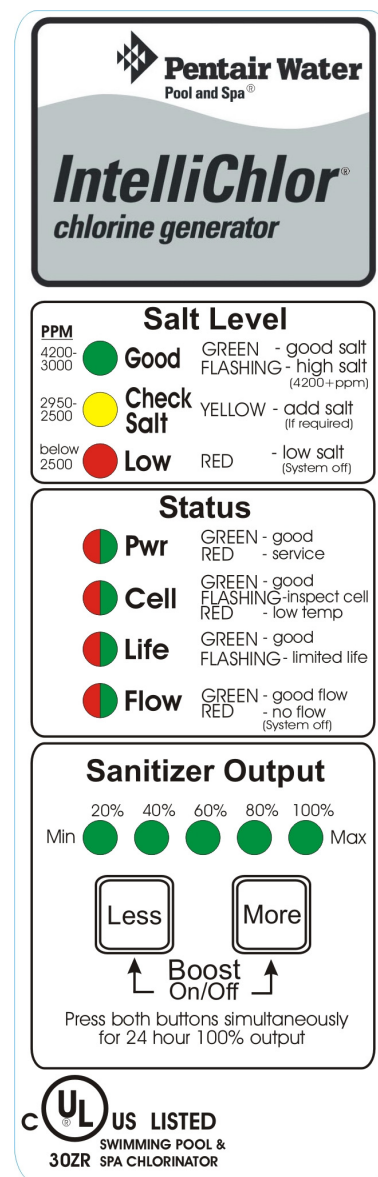 Pentair Water
Pool and Spa®
IntelliChlor®
chlorine generator
Salt Level
PPM
4200-3000 Good GREEN - good salt
FLASHING - high salt
(4200+ppm)
2950-2500 Check Salt YELLOW - add salt
(If required)
below 2500 Low RED - low salt
(System off)
Status
Pwr GREEN - good
RED - service
Cell GREEN - good
FLASHING-inspect cell
RED - low temp
Life GREEN - good
FLASHING - limited life
Flow GREEN - good flow
RED - no flow
(System off)
Sanitizer Output
20% 40% 60% 80% 100%
Min Max
Less More
Boost
On/Off
Press both buttons simultaneously
for 24 hour 100% output
C UL® US LISTED
SWIMMING POOL &
30ZR SPA CHLORINATOR